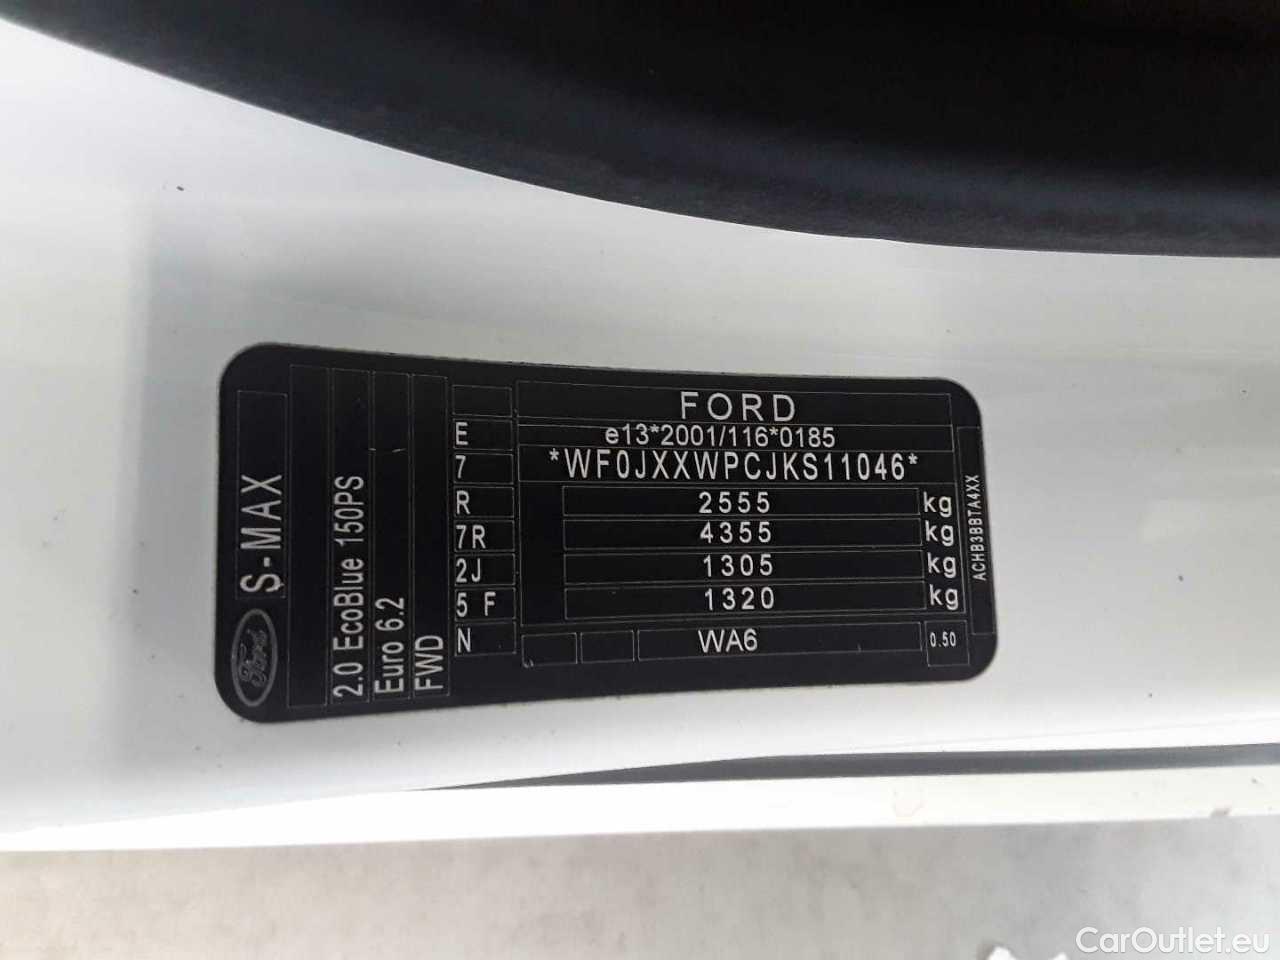 FORD
E e13*2001/116*0185
7 *WF0JXXWPCJKS11046*
R 2555 kg
7R 4355 kg
2J 1305 kg
5 F 1320 kg
N WA6 0.50
ACHB3BBTA4XX
Ford S-MAX
2.0 EcoBlue 150PS
Euro 6.2
FWD
CarOutlet.eu